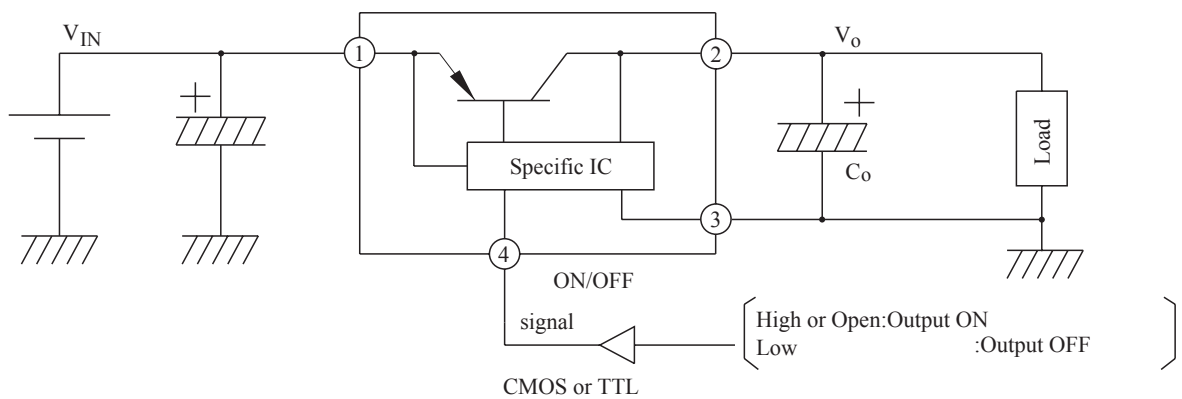 V_IN
1
2
V_o
+
+
Specific IC
Load
C_o
3
4
ON/OFF
signal
High or Open:Output ON
Low :Output OFF
CMOS or TTL